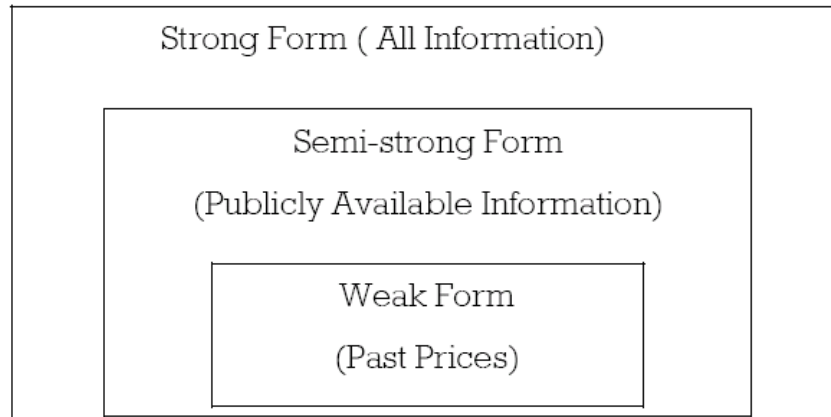 Strong Form ( All Information)
Semi-strong Form
(Publicly Available Information)
Weak Form
(Past Prices)